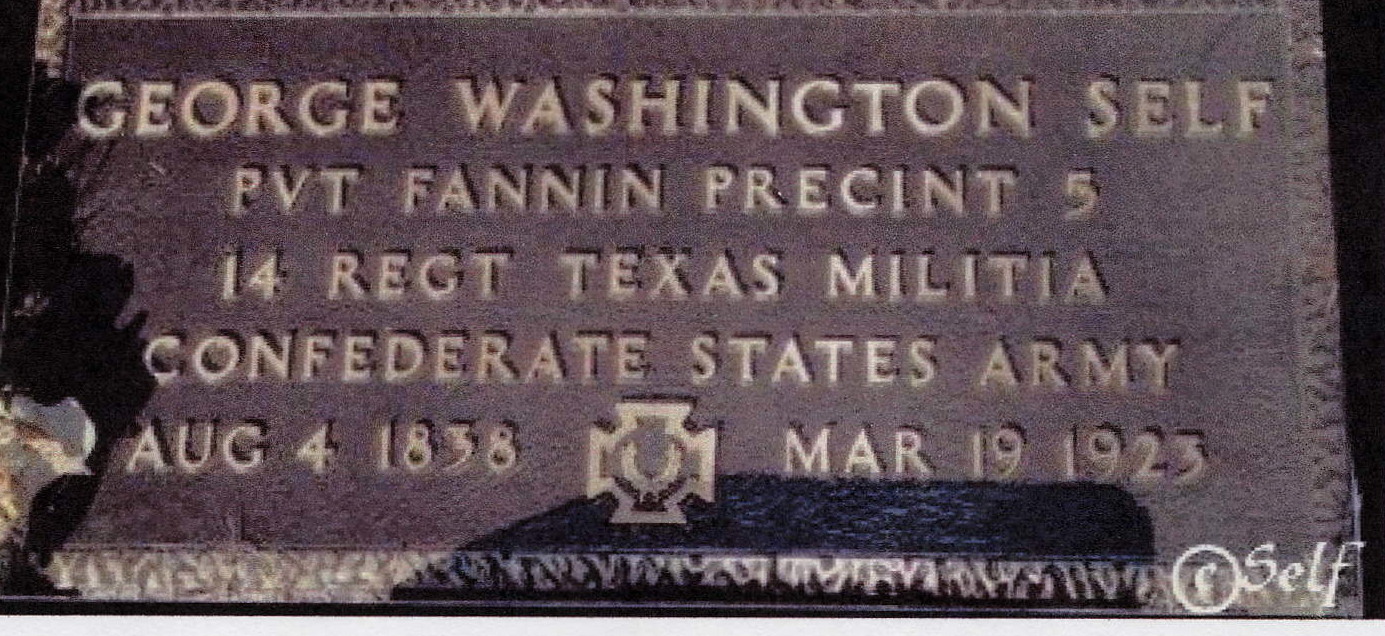 GEORGE WASHINGTON SELF
PVT FANNIN PRECINT 5
14 REGT TEXAS MILITIA
CONFEDERATE STATES ARMY
AUG 4 1838 MAR 19 1923
©Self